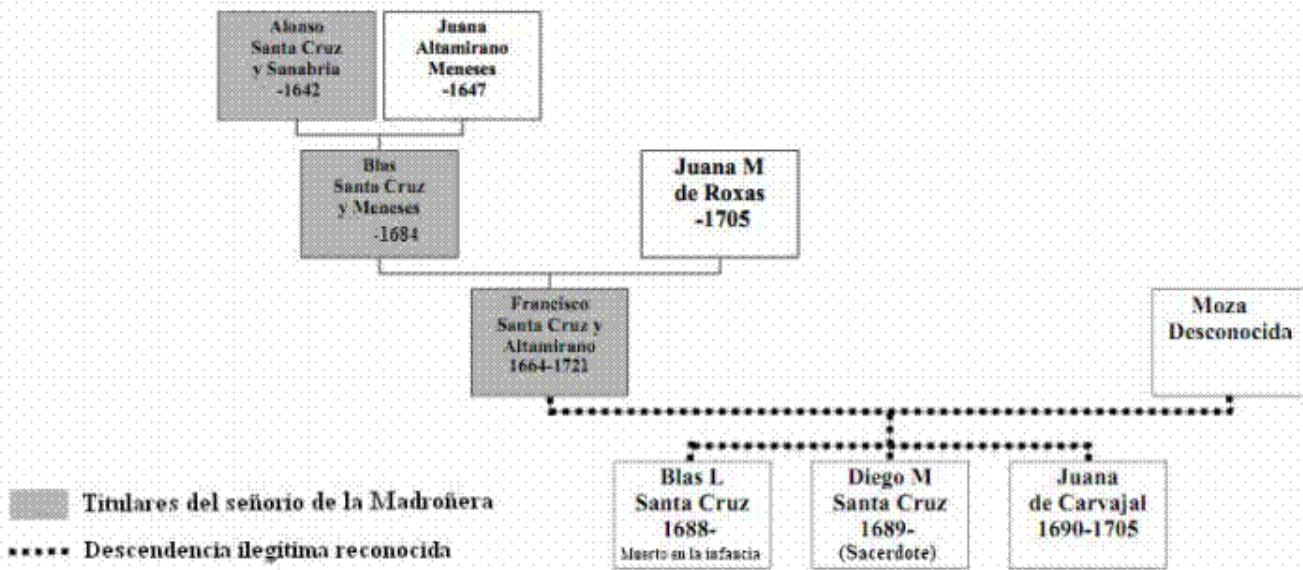 Alonso
Santa Cruz
y Sanabria
-1642
Juana
Altamirano
Meneses
-1647
Blas
Santa Cruz
y Meneses
-1684
Juana M
de Roxas
-1705
Francisco
Santa Cruz y
Altamirano
1664-1721
Moza
Desconocida
Blas L
Santa Cruz
1688-
Muerto en la infancia
Diego M
Santa Cruz
1689-
(Sacerdote)
Juana
de Carvajal
1690-1705
Titulares del señorio de la Madroñera
Descendencia ilegítima reconocida